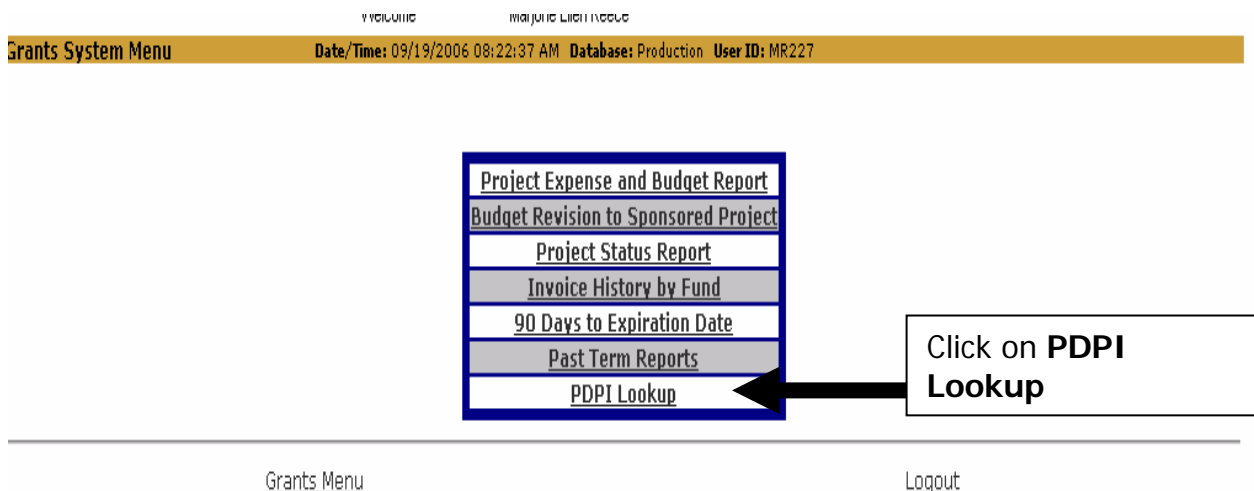 Welcome Marjorie Ellen Reece
Grants System Menu Date/Time: 09/19/2006 08:22:37 AM Database: Production User ID: MR227
Project Expense and Budget Report
Budget Revision to Sponsored Project
Project Status Report
Invoice History by Fund
90 Days to Expiration Date
Past Term Reports
PDPI Lookup
Click on PDPI
Lookup
Grants Menu Logout